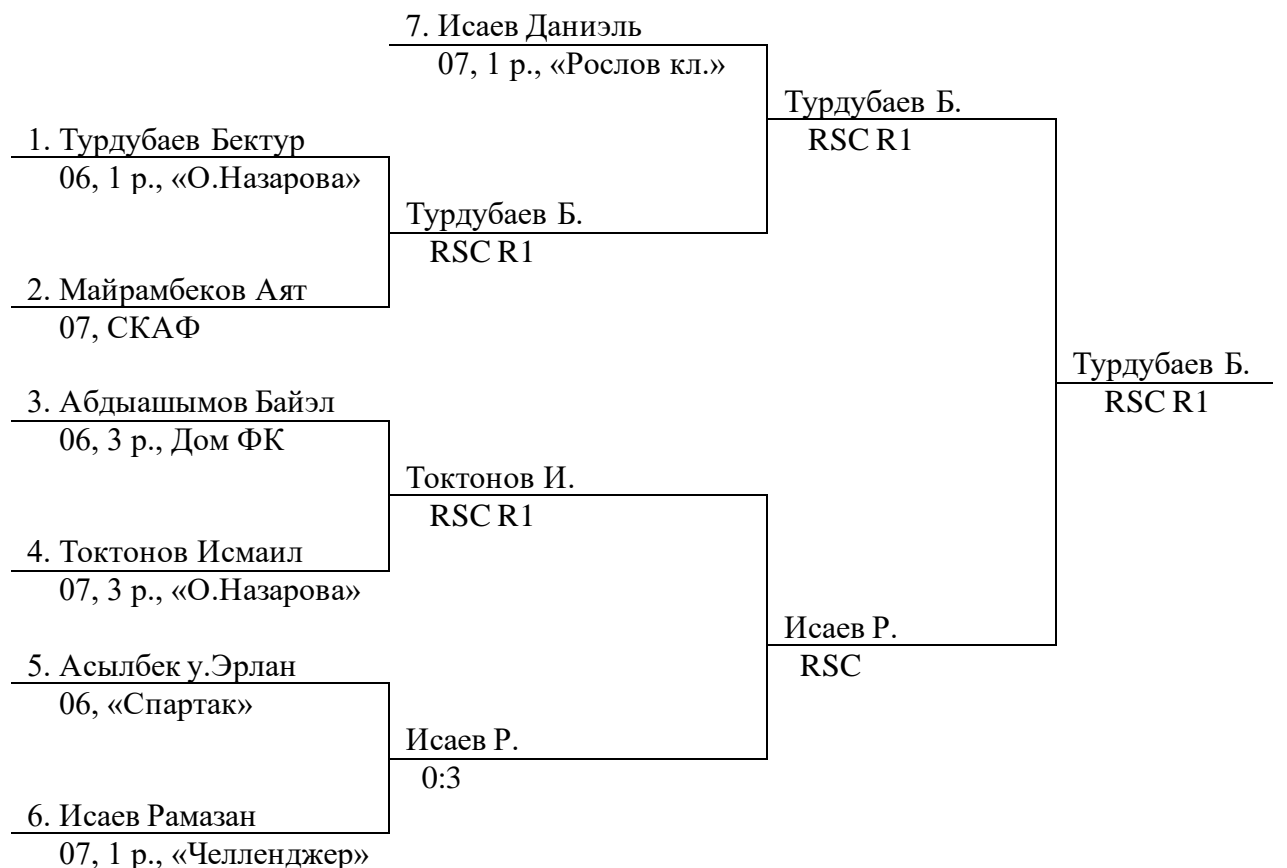 7. Исаев Даниэль
07, 1 р., «Рослов кл.»
Турдубаев Б.
RSC R1
1. Турдубаев Бектур
06, 1 р., «О.Назарова»
Турдубаев Б.
RSC R1
2. Майрамбеков Аят
07, СКАФ
Турдубаев Б.
RSC R1
3. Абдыашымов Байэл
06, 3 р., Дом ФК
Токтонов И.
RSC R1
4. Токтонов Исмаил
07, 3 р., «О.Назарова»
Исаев Р.
RSC
5. Асылбек у.Эрлан
06, «Спартак»
Исаев Р.
0:3
6. Исаев Рамазан
07, 1 р., «Челленджер»